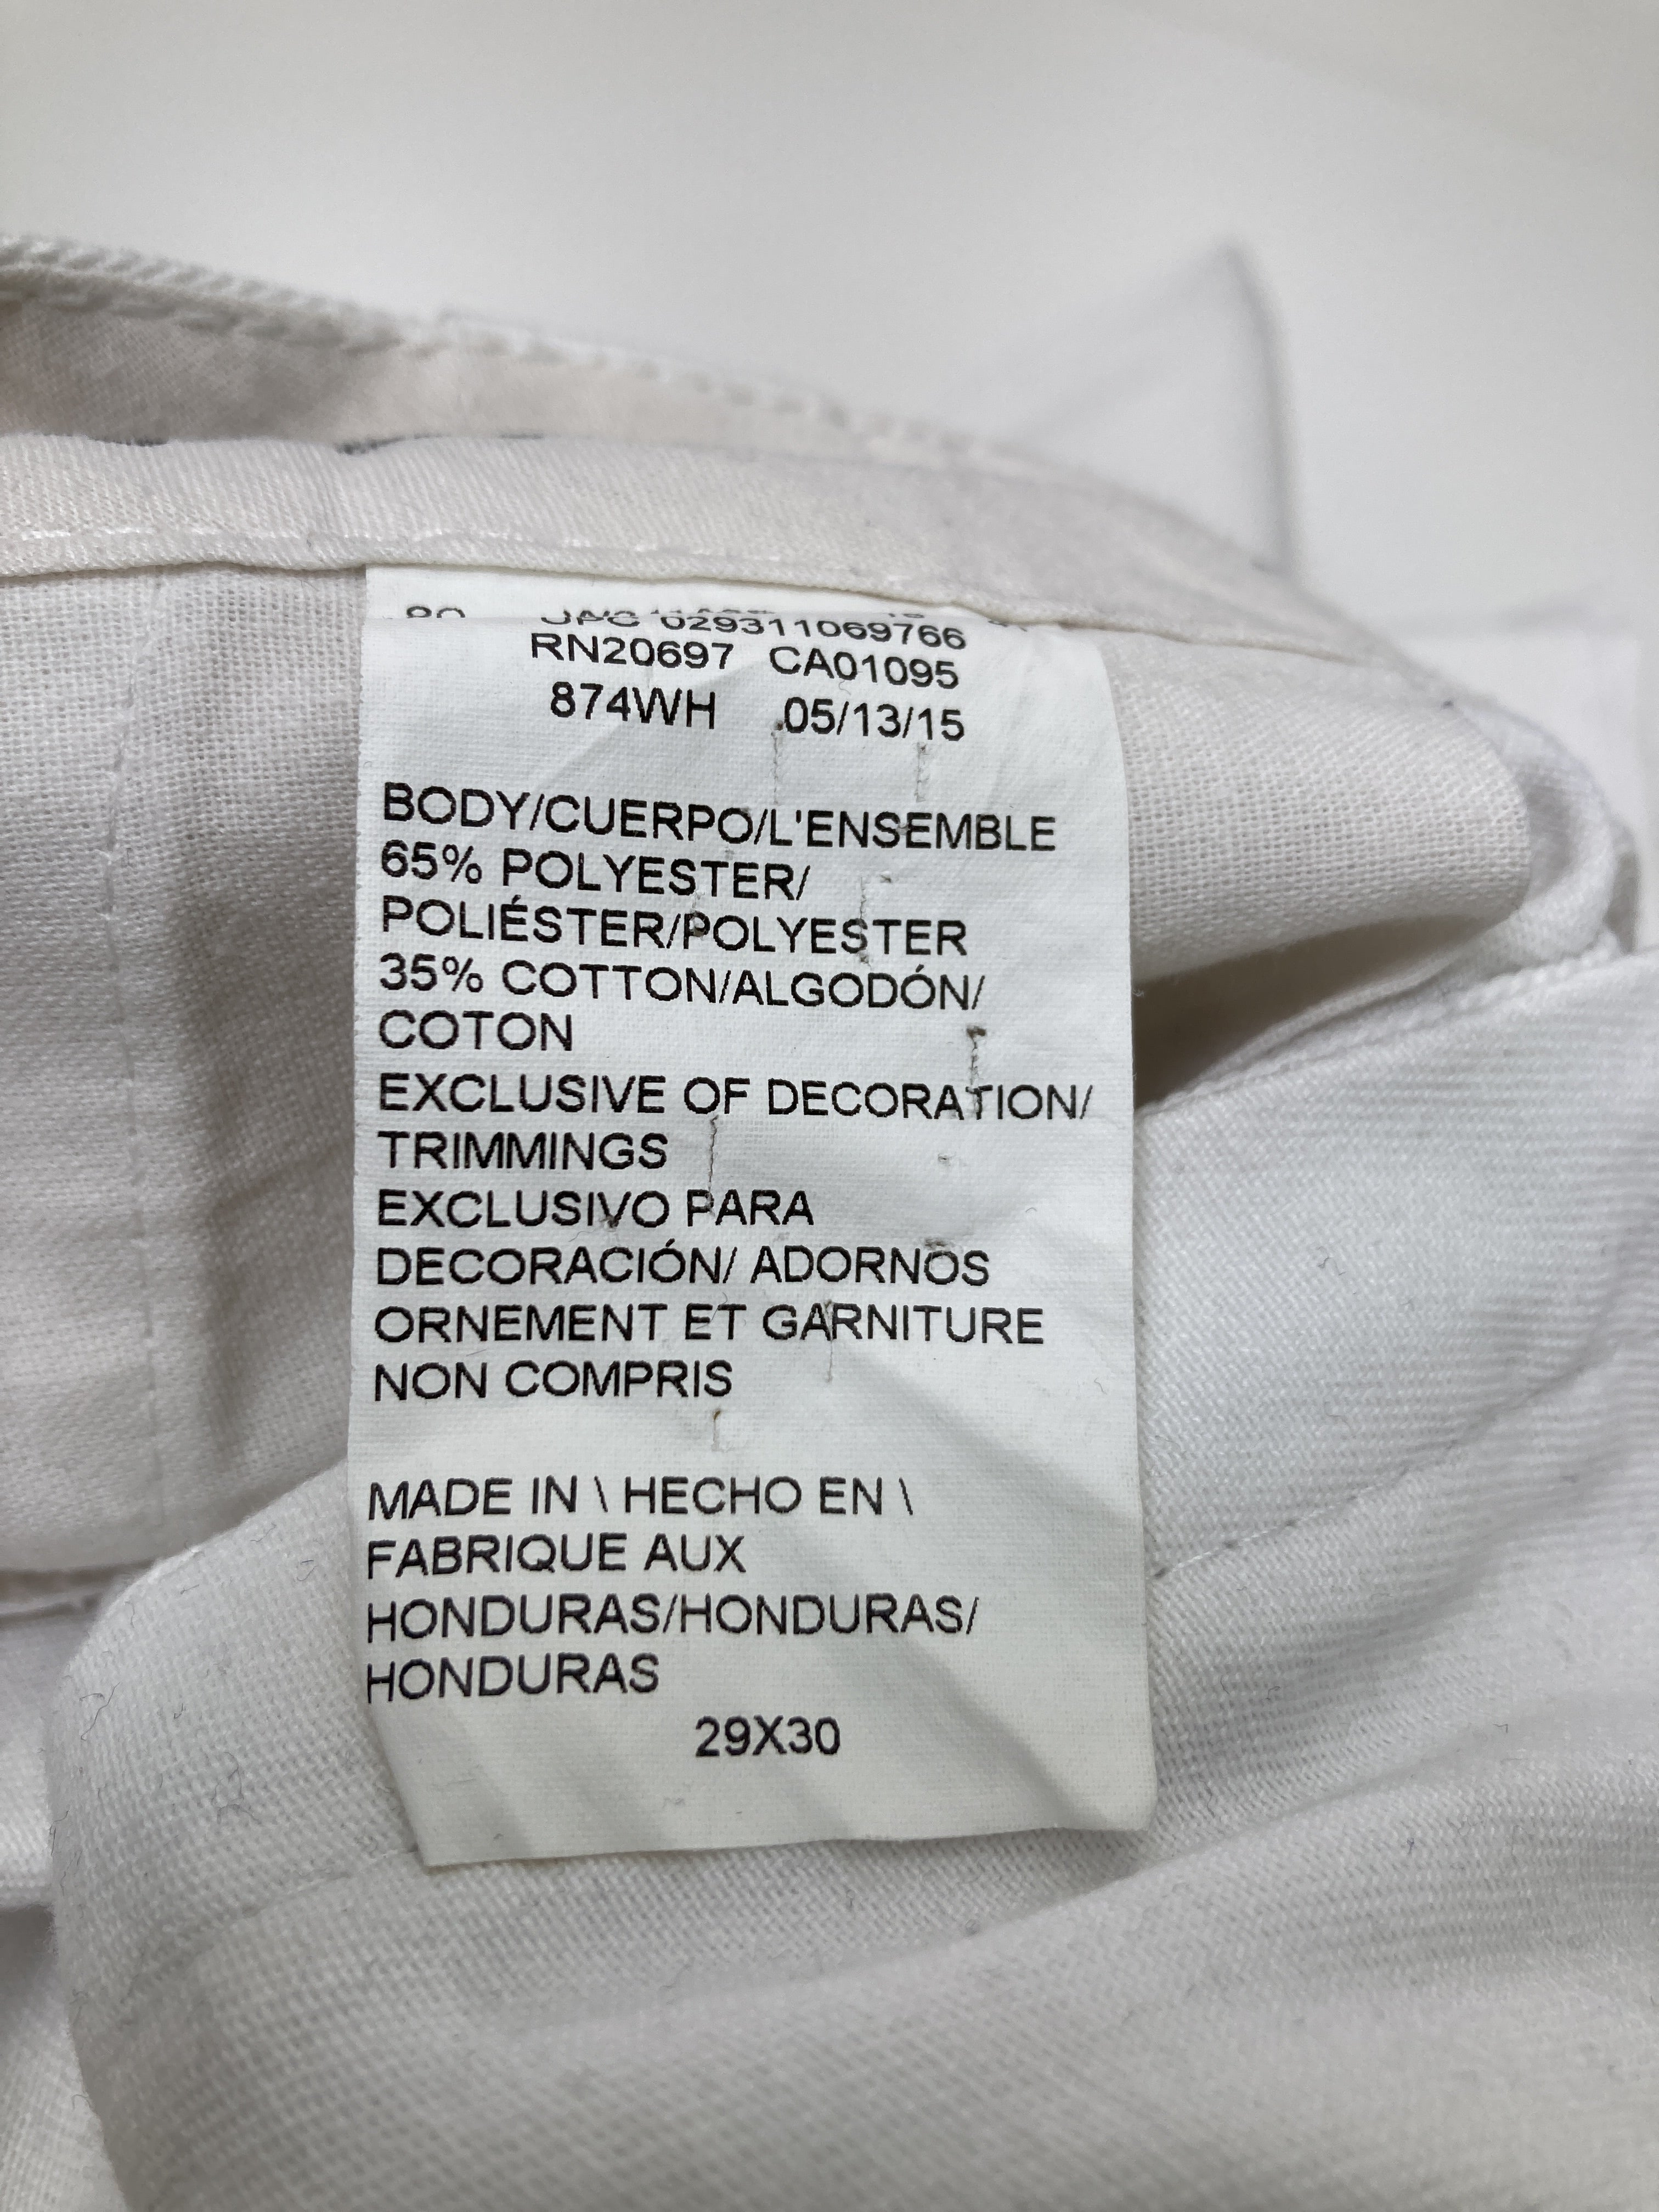 UPC 029311069766
RN20697 CA01095
874WH .05/13/15
BODY/CUERPO/L'ENSEMBLE
65% POLYESTER/
POLIÉSTER/POLYESTER
35% COTTON/ALGODÓN/
COTON
EXCLUSIVE OF DECORATION/
TRIMMINGS
EXCLUSIVO PARA
DECORACIÓN/ ADORNOS
ORNEMENT ET GARNITURE
NON COMPRIS
MADE IN \ HECHO EN \
FABRIQUE AUX
HONDURAS/HONDURAS/
HONDURAS
29X30